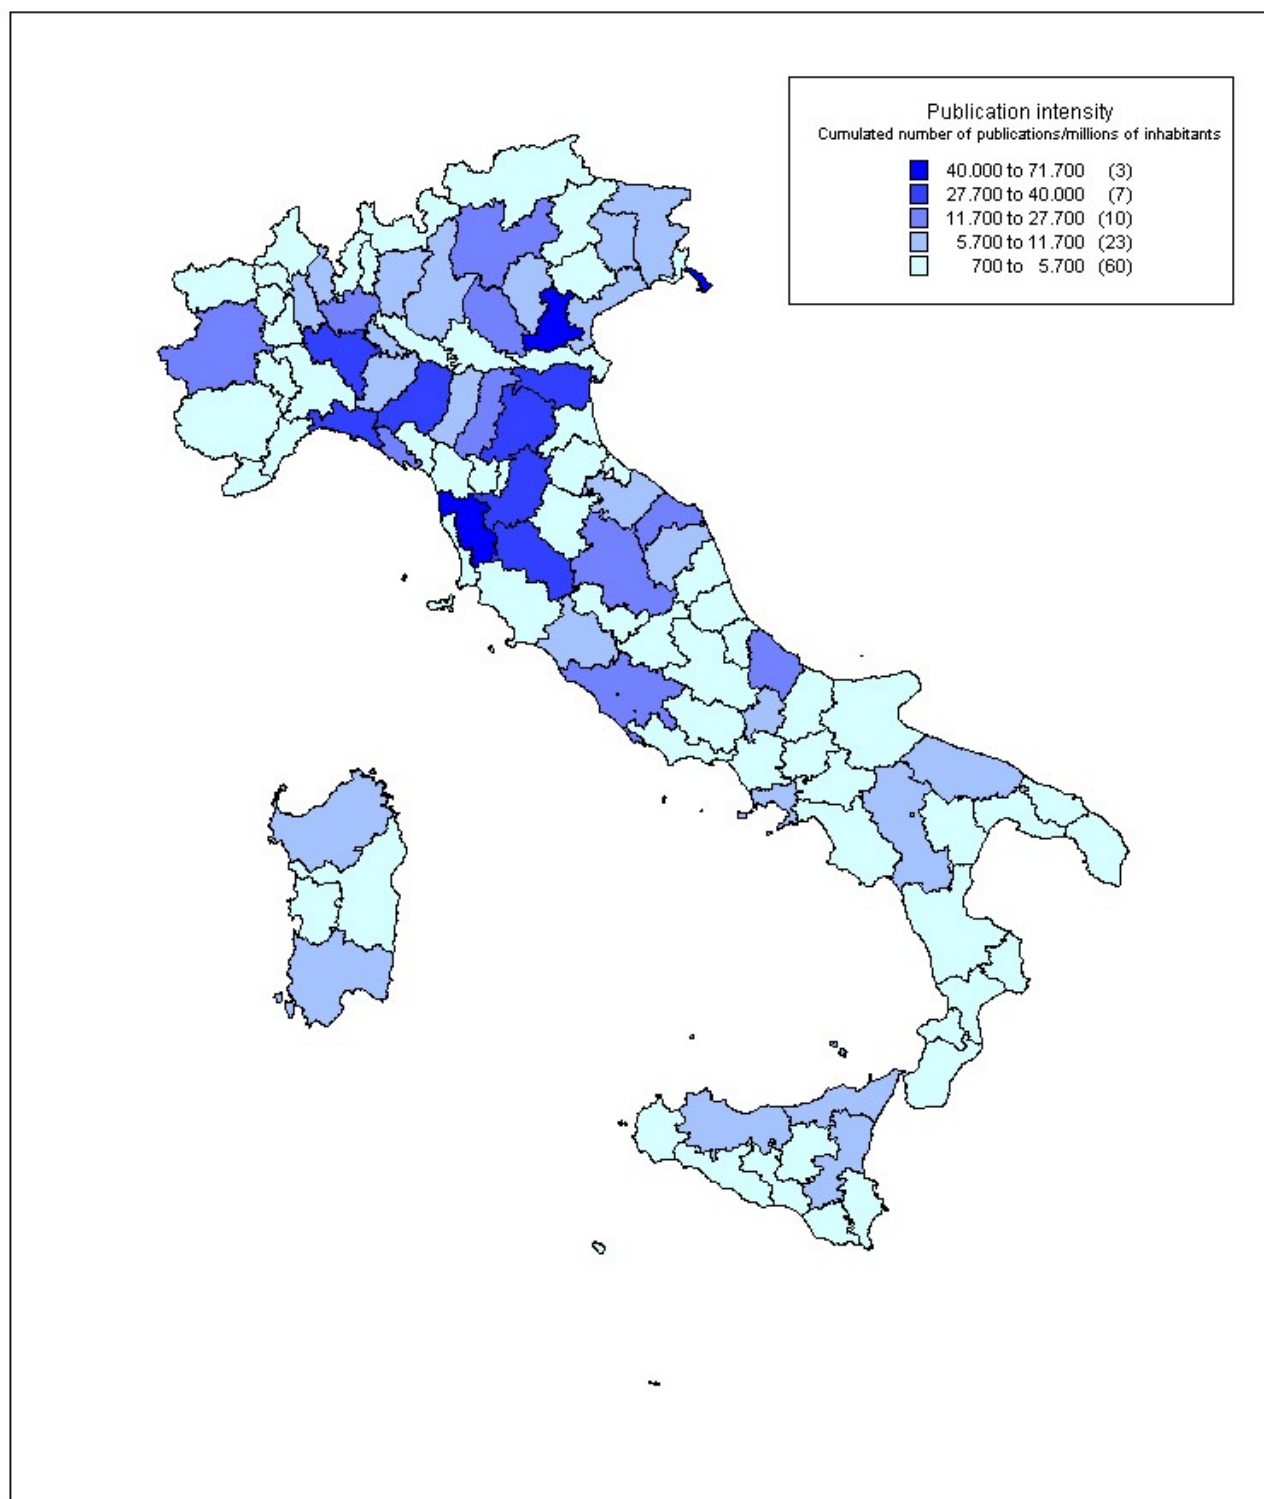 Publication intensity
Cumulated number of publications/millions of inhabitants
40.000 to 71.700 (3)
27.700 to 40.000 (7)
11.700 to 27.700 (10)
5.700 to 11.700 (23)
700 to 5.700 (60)